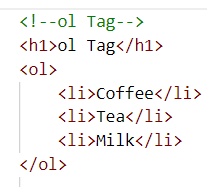 <!--ol Tag-->
<h1>ol Tag</h1>
<ol>
    <li>Coffee</li>
    <li>Tea</li>
    <li>Milk</li>
</ol>